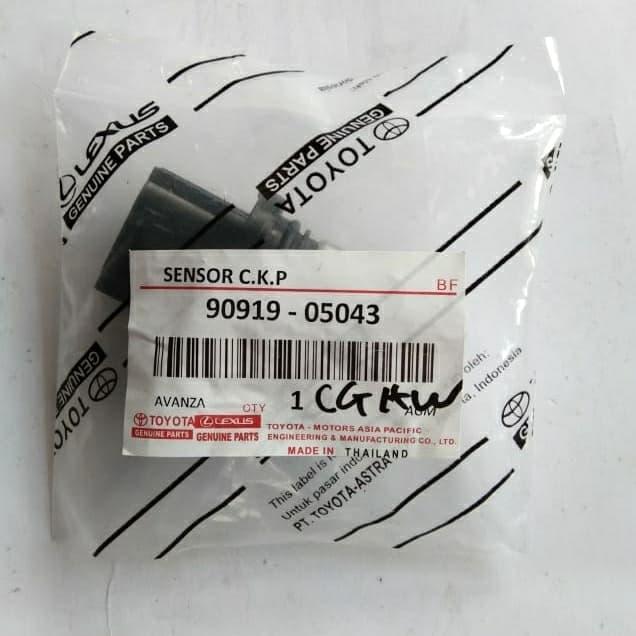 LEXUS
GENUINE PARTS
TOYOTA
GENUINE PARTS
SENSOR C.K.P
BF
90919 - 05043
AVANZA
QTY
1
TOYOTA
GENUINE PARTS
LEXUS
GENUINE PARTS
TOYOTA - MOTORS ASIA PACIFIC
ENGINEERING & MANUFACTURING CO., LTD.
MADE IN THAILAND
GENUINE
TOYOTA
oleh:
Indonesia
This label is
Untuk pasar
PT. TOYOTA-ASTRA